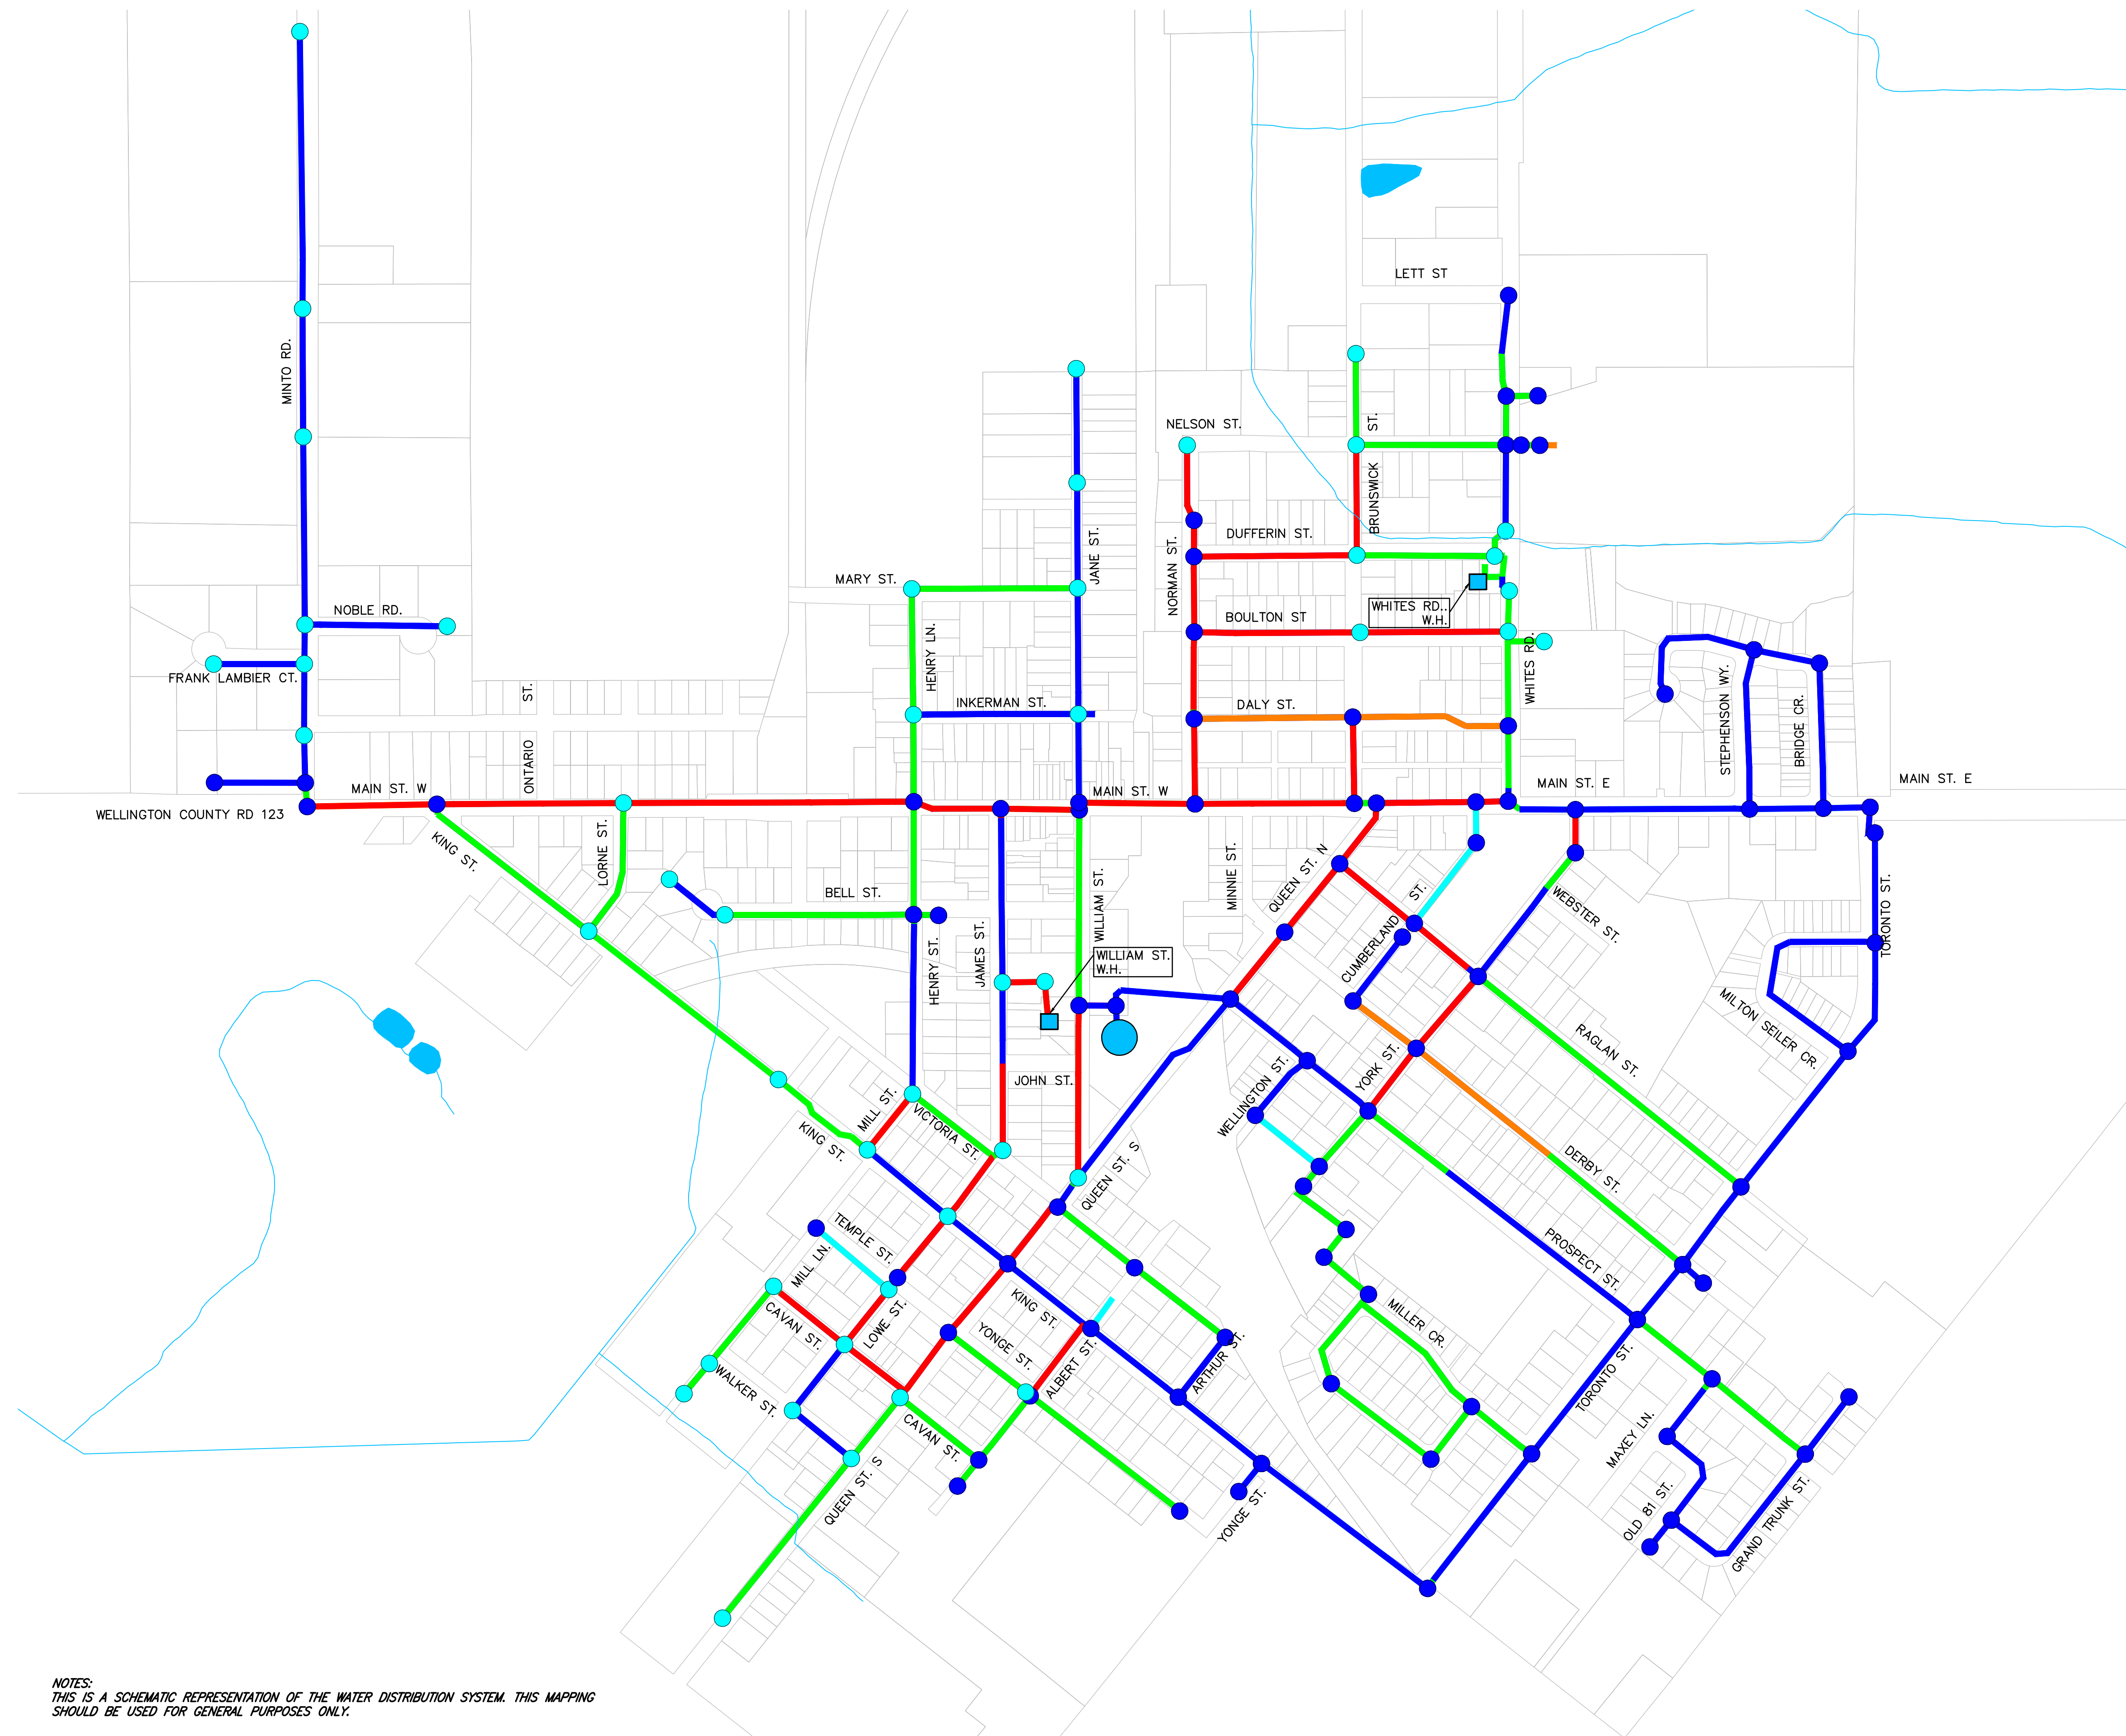 LETT ST
MINTO RD.
NELSON ST.
ST.
BRUNSWICK
DUFFERIN ST.
JANE ST.
NORMAN ST.
MARY ST.
WHITES RD..
W.H.
NOBLE RD.
BOULTON ST
HENRY LN.
WHITES RD.
FRANK LAMBIER CT.
ST.
ONTARIO
INKERMAN ST.
DALY ST.
STEPHENSON WY.
BRIDGE CR.
MAIN ST. W
MAIN ST. W
MAIN ST. E
MAIN ST. E
WELLINGTON COUNTY RD 123
KING ST.
LORNE ST.
BELL ST.
WILLIAM ST.
MINNIE ST.
QUEEN ST. N
ST.
CUMBERLAND
WEBSTER ST.
TORONTO ST.
HENRY ST.
JAMES ST.
WILLIAM ST.
W.H.
MILTON SEILER CR.
RAGLAN ST.
JOHN ST.
YORK ST.
WELLINGTON ST.
MILL ST.
VICTORIA ST.
KING ST.
QUEEN ST. S
DERBY ST.
TEMPLE ST.
MILL LN.
PROSPECT ST.
CAVAN ST.
LOWE ST.
KING ST.
YONGE ST.
MILLER CR.
ALBERT ST.
ARTHUR ST.
TORONTO ST.
WALKER ST.
CAVAN ST.
MAXEY LN.
QUEEN ST. S
YONGE ST.
OLD 81 ST.
GRAND TRUNK ST.
NOTES:
THIS IS A SCHEMATIC REPRESENTATION OF THE WATER DISTRIBUTION SYSTEM. THIS MAPPING
SHOULD BE USED FOR GENERAL PURPOSES ONLY.